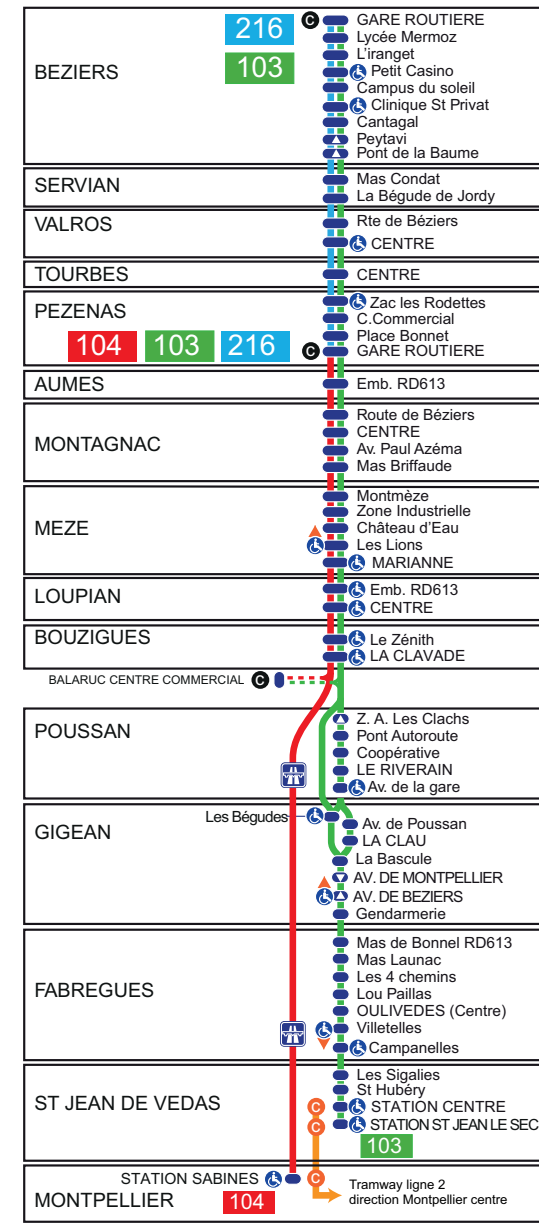 BEZIERS
216
103
C GARE ROUTIERE
Lycée Mermoz
L'iranget
Petit Casino
Campus du soleil
Clinique St Privat
Cantagal
Peytavi
Pont de la Baume
SERVIAN
Mas Condat
La Bégude de Jordy
VALROS
Rte de Béziers
CENTRE
TOURBES
CENTRE
PEZENAS
104 103 216
Zac les Rodettes
C.Commercial
Place Bonnet
C GARE ROUTIERE
AUMES
Emb. RD613
MONTAGNAC
Route de Béziers
CENTRE
Av. Paul Azéma
Mas Briffaude
MEZE
Montmèze
Zone Industrielle
Château d'Eau
Les Lions
MARIANNE
LOUPIAN
Emb. RD613
CENTRE
BOUZIGUES
Le Zénith
LA CLAVADE
BALARUC CENTRE COMMERCIAL C
POUSSAN
Z. A. Les Clachs
Pont Autoroute
Coopérative
LE RIVERAIN
Av. de la gare
GIGEAN
Les Bégudes
Av. de Poussan
LA CLAU
La Bascule
AV. DE MONTPELLIER
AV. DE BEZIERS
Gendarmerie
FABREGUES
Mas de Bonnel RD613
Mas Launac
Les 4 chemins
Lou Paillas
OULIVEDES (Centre)
Villetelles
Campanelles
ST JEAN DE VEDAS
Les Sigalies
St Hubéry
C STATION CENTRE
C STATION ST JEAN LE SEC
103
MONTPELLIER
STATION SABINES C
104
Tramway ligne 2
direction Montpellier centre